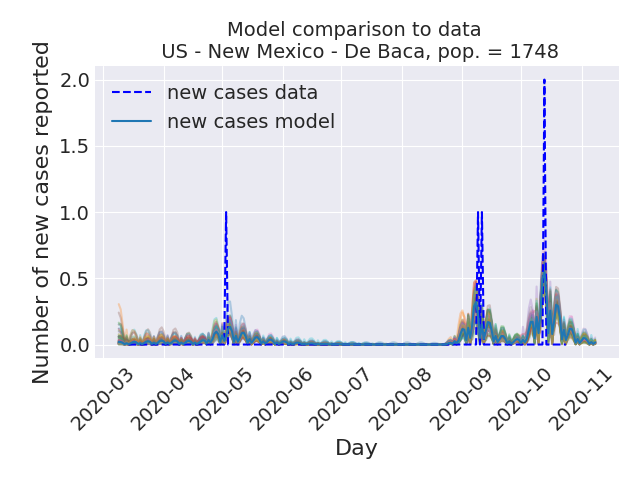 Model comparison to data
US - New Mexico - De Baca, pop. = 1748
new cases data
new cases model
Number of new cases reported
2.0
1.5
1.0
0.5
0.0
2020-03
2020-04
2020-05
2020-06
2020-07
2020-08
2020-09
2020-10
2020-11
Day